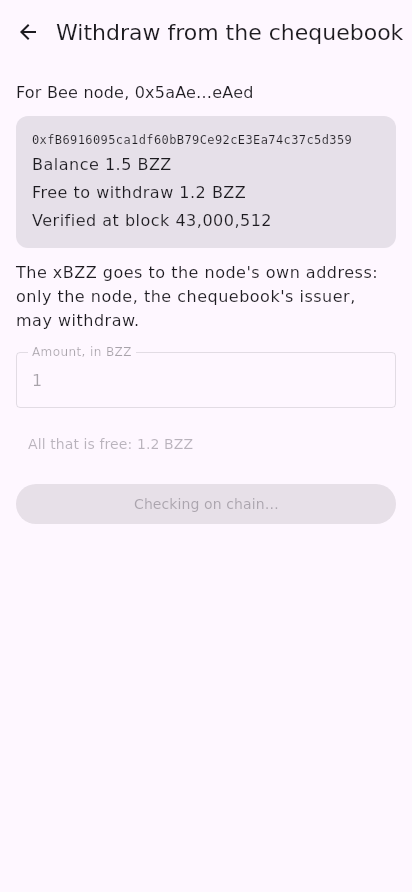 Withdraw from the chequebook
For Bee node, 0x5aAe…eAed
0xfB6916095ca1df60bB79Ce92cE3Ea74c37c5d359
Balance 1.5 BZZ
Free to withdraw 1.2 BZZ
Verified at block 43,000,512
The xBZZ goes to the node's own address:
only the node, the chequebook's issuer,
may withdraw.
Amount, in BZZ
1
All that is free: 1.2 BZZ
Checking on chain…